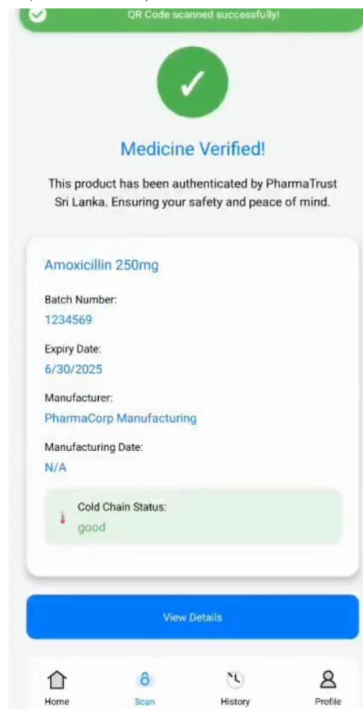 QR Code scanned successfully!
Medicine Verified!
This product has been authenticated by PharmaTrust
Sri Lanka. Ensuring your safety and peace of mind.
Amoxicillin 250mg
Batch Number:
1234569
Expiry Date:
6/30/2025
Manufacturer:
PharmaCorp Manufacturing
Manufacturing Date:
N/A
Cold Chain Status:
good
View Details
Home Scan History Profile